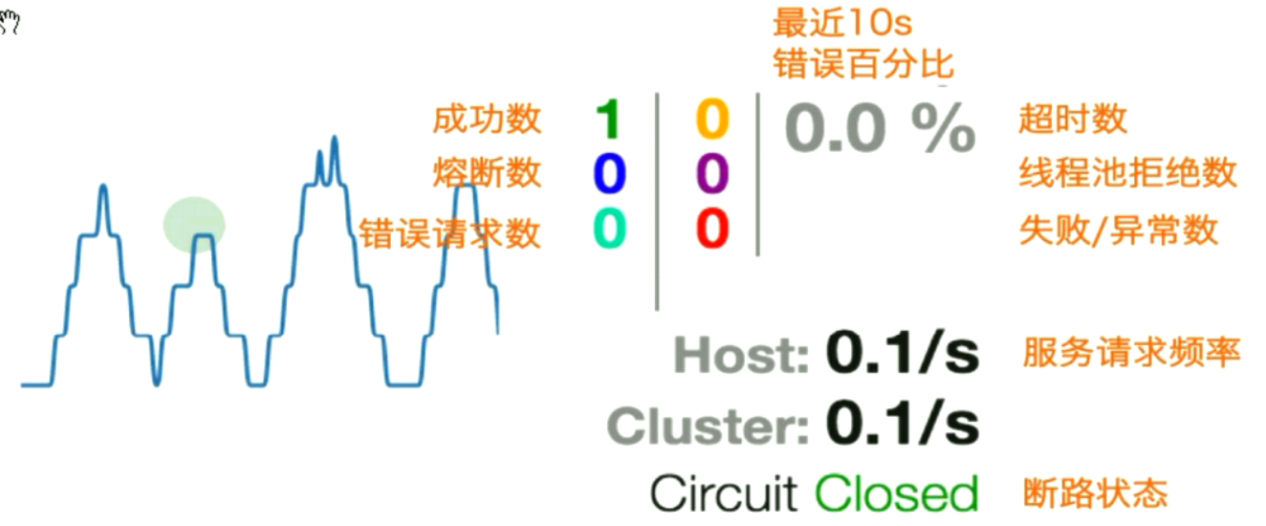 最近10s
错误百分比
成功数 1 0 0.0 % 超时数
熔断数 0 0 线程池拒绝数
错误请求数 0 0 失败/异常数
Host: 0.1/s 服务请求频率
Cluster: 0.1/s
Circuit Closed 断路状态